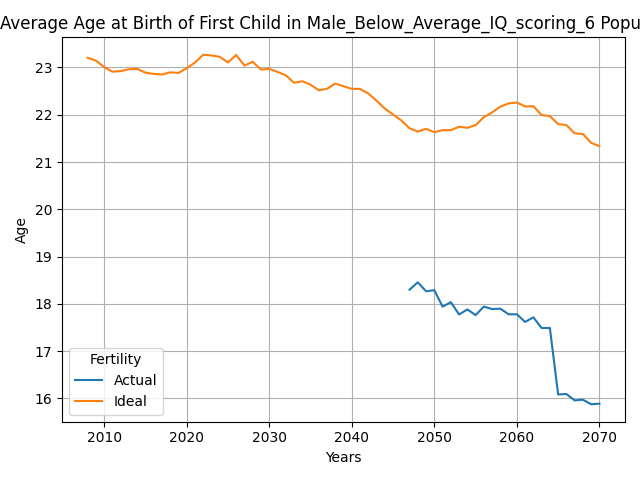 Average Age at Birth of First Child in Male_Below_Average_IQ_scoring_6 Popu
Age
23
22
21
20
19
18
17
16
Fertility
Actual
Ideal
2010 2020 2030 2040 2050 2060 2070
Years